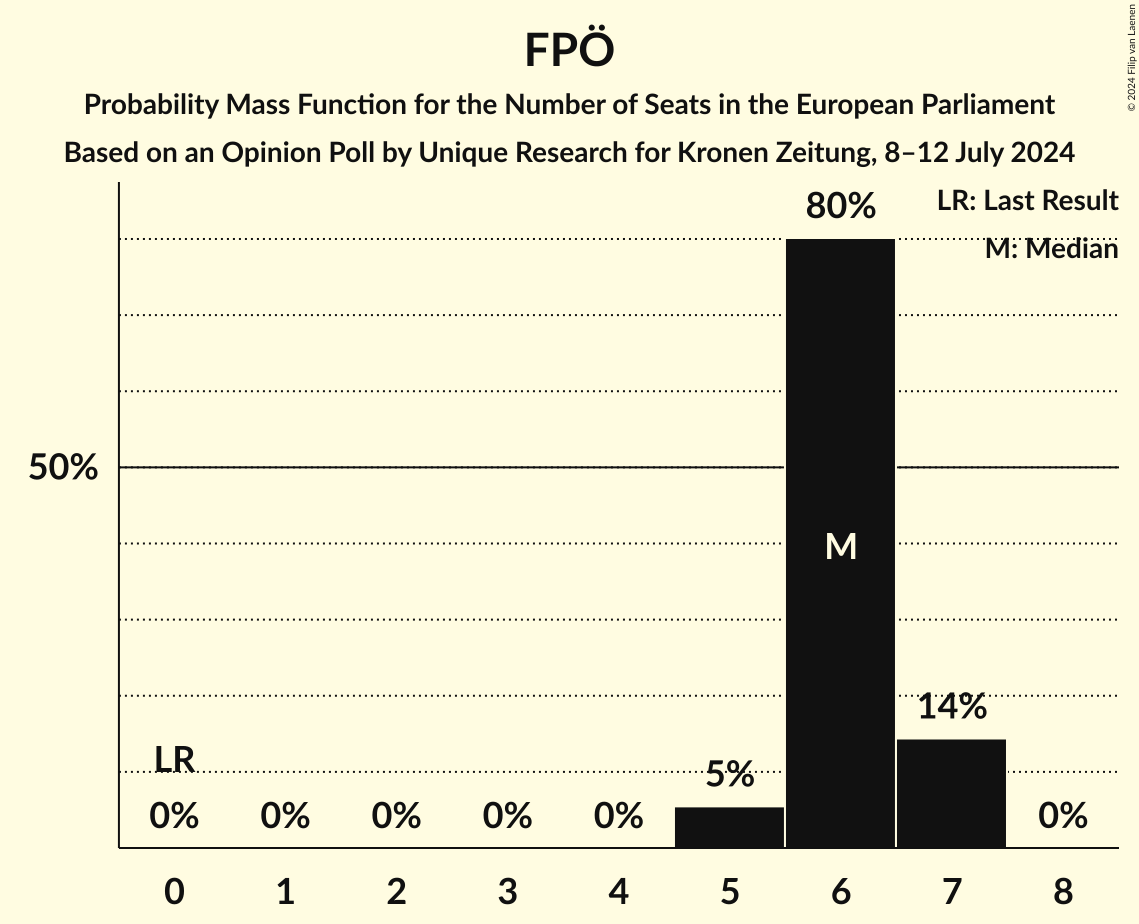 FPÖ
Probability Mass Function for the Number of Seats in the European Parliament
Based on an Opinion Poll by Unique Research for Kronen Zeitung, 8–12 July 2024
© 2024 Filip van Laenen
LR: Last Result
M: Median
80%
50%
M
14%
LR
5%
0% 0% 0% 0% 0% 0%
0 1 2 3 4 5 6 7 8